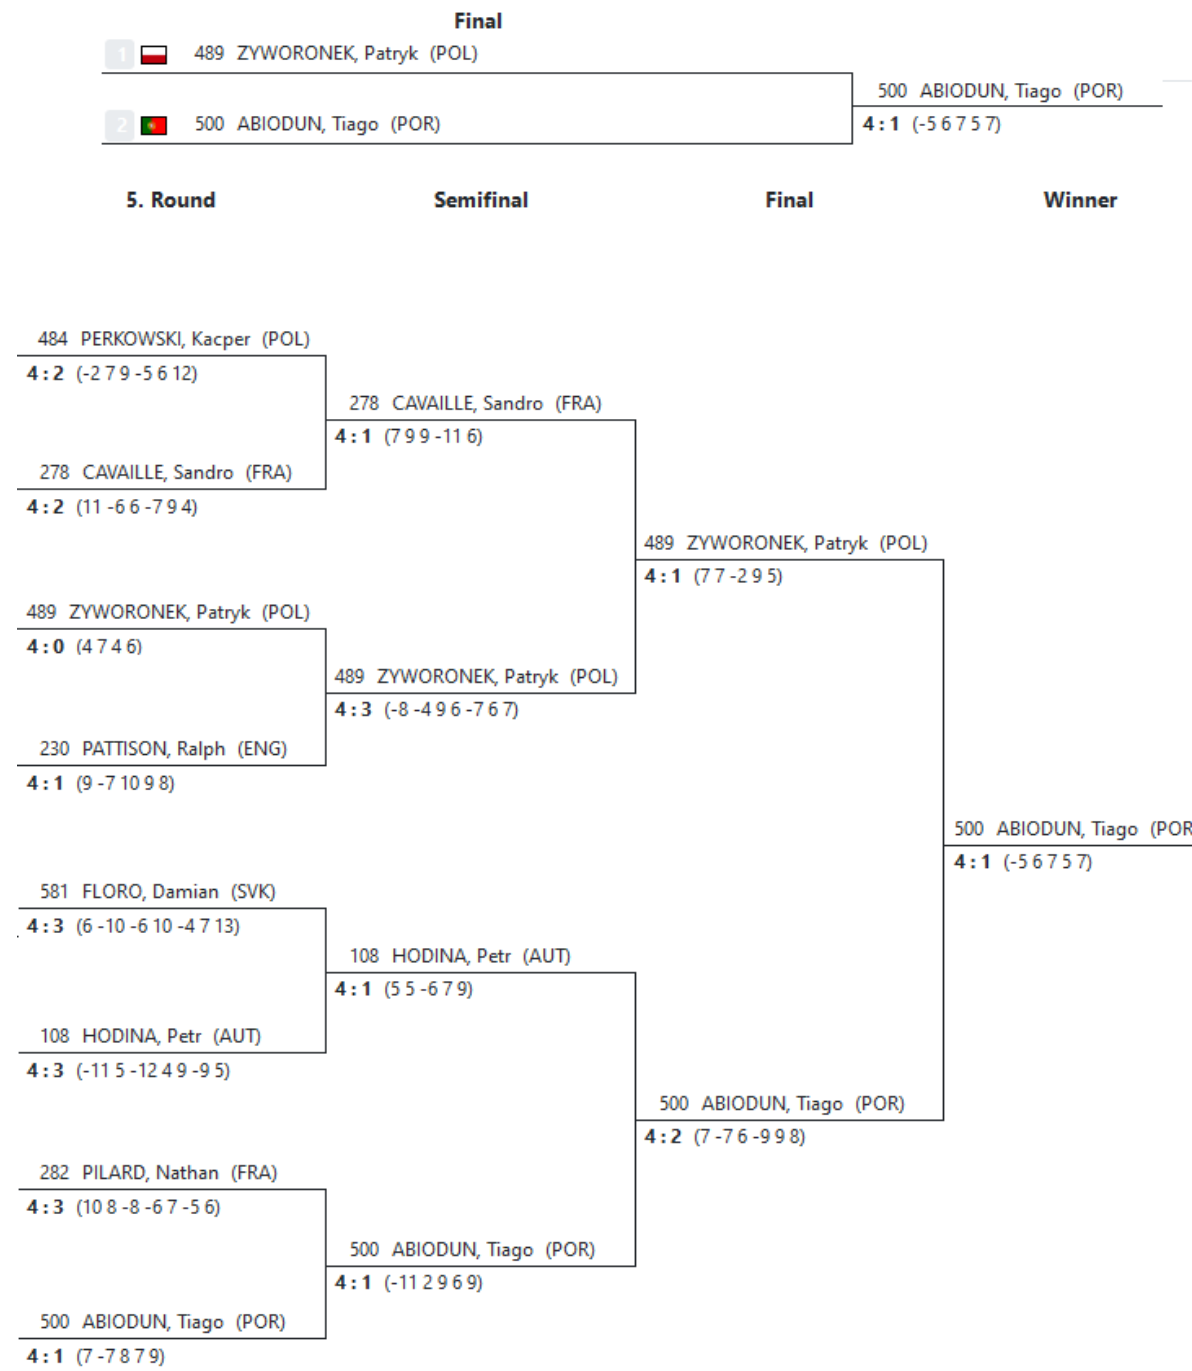 Final
1 489 ZYWORONEK, Patryk (POL)
500 ABIODUN, Tiago (POR)
2 500 ABIODUN, Tiago (POR)
4 : 1 (-5 6 7 5 7)
5. Round Semifinal Final Winner
484 PERKOWSKI, Kacper (POL)
4 : 2 (-2 7 9 -5 6 12)
278 CAVAILLE, Sandro (FRA)
4 : 1 (7 9 9 -11 6)
278 CAVAILLE, Sandro (FRA)
4 : 2 (11 -6 6 -7 9 4)
489 ZYWORONEK, Patryk (POL)
4 : 1 (7 7 -2 9 5)
489 ZYWORONEK, Patryk (POL)
4 : 0 (4 7 4 6)
489 ZYWORONEK, Patryk (POL)
4 : 3 (-8 -4 9 6 -7 6 7)
230 PATTISON, Ralph (ENG)
4 : 1 (9 -7 10 9 8)
500 ABIODUN, Tiago (POR
4 : 1 (-5 6 7 5 7)
581 FLORO, Damian (SVK)
4 : 3 (6 -10 -6 10 -4 7 13)
108 HODINA, Petr (AUT)
4 : 1 (5 5 -6 7 9)
108 HODINA, Petr (AUT)
4 : 3 (-11 5 -12 4 9 -9 5)
500 ABIODUN, Tiago (POR)
4 : 2 (7 -7 6 -9 9 8)
282 PILARD, Nathan (FRA)
4 : 3 (10 8 -8 -6 7 -5 6)
500 ABIODUN, Tiago (POR)
4 : 1 (-11 2 9 6 9)
500 ABIODUN, Tiago (POR)
4 : 1 (7 -7 8 7 9)